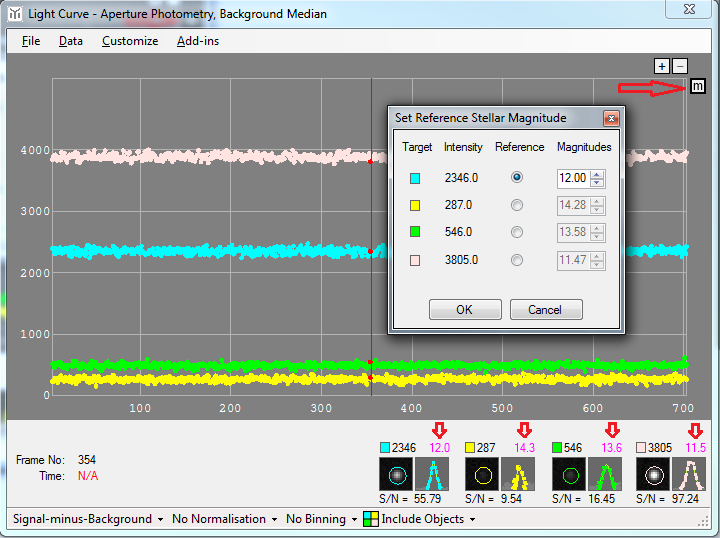 Light Curve - Aperture Photometry, Background Median
File Data Customize Add-ins
+ −
m
Set Reference Stellar Magnitude
Target Intensity Reference Magnitudes
2346.0 12.00
287.0 14.28
546.0 13.58
3805.0 11.47
OK Cancel
4000
3000
2000
1000
0
100 200 300 400 500 600 700
2346 12.0 287 14.3 546 13.6 3805 11.5
Frame No: 354
Time: N/A
S/N = 55.79 S/N = 9.54 S/N = 16.45 S/N = 97.24
Signal-minus-Background No Normalisation No Binning Include Objects